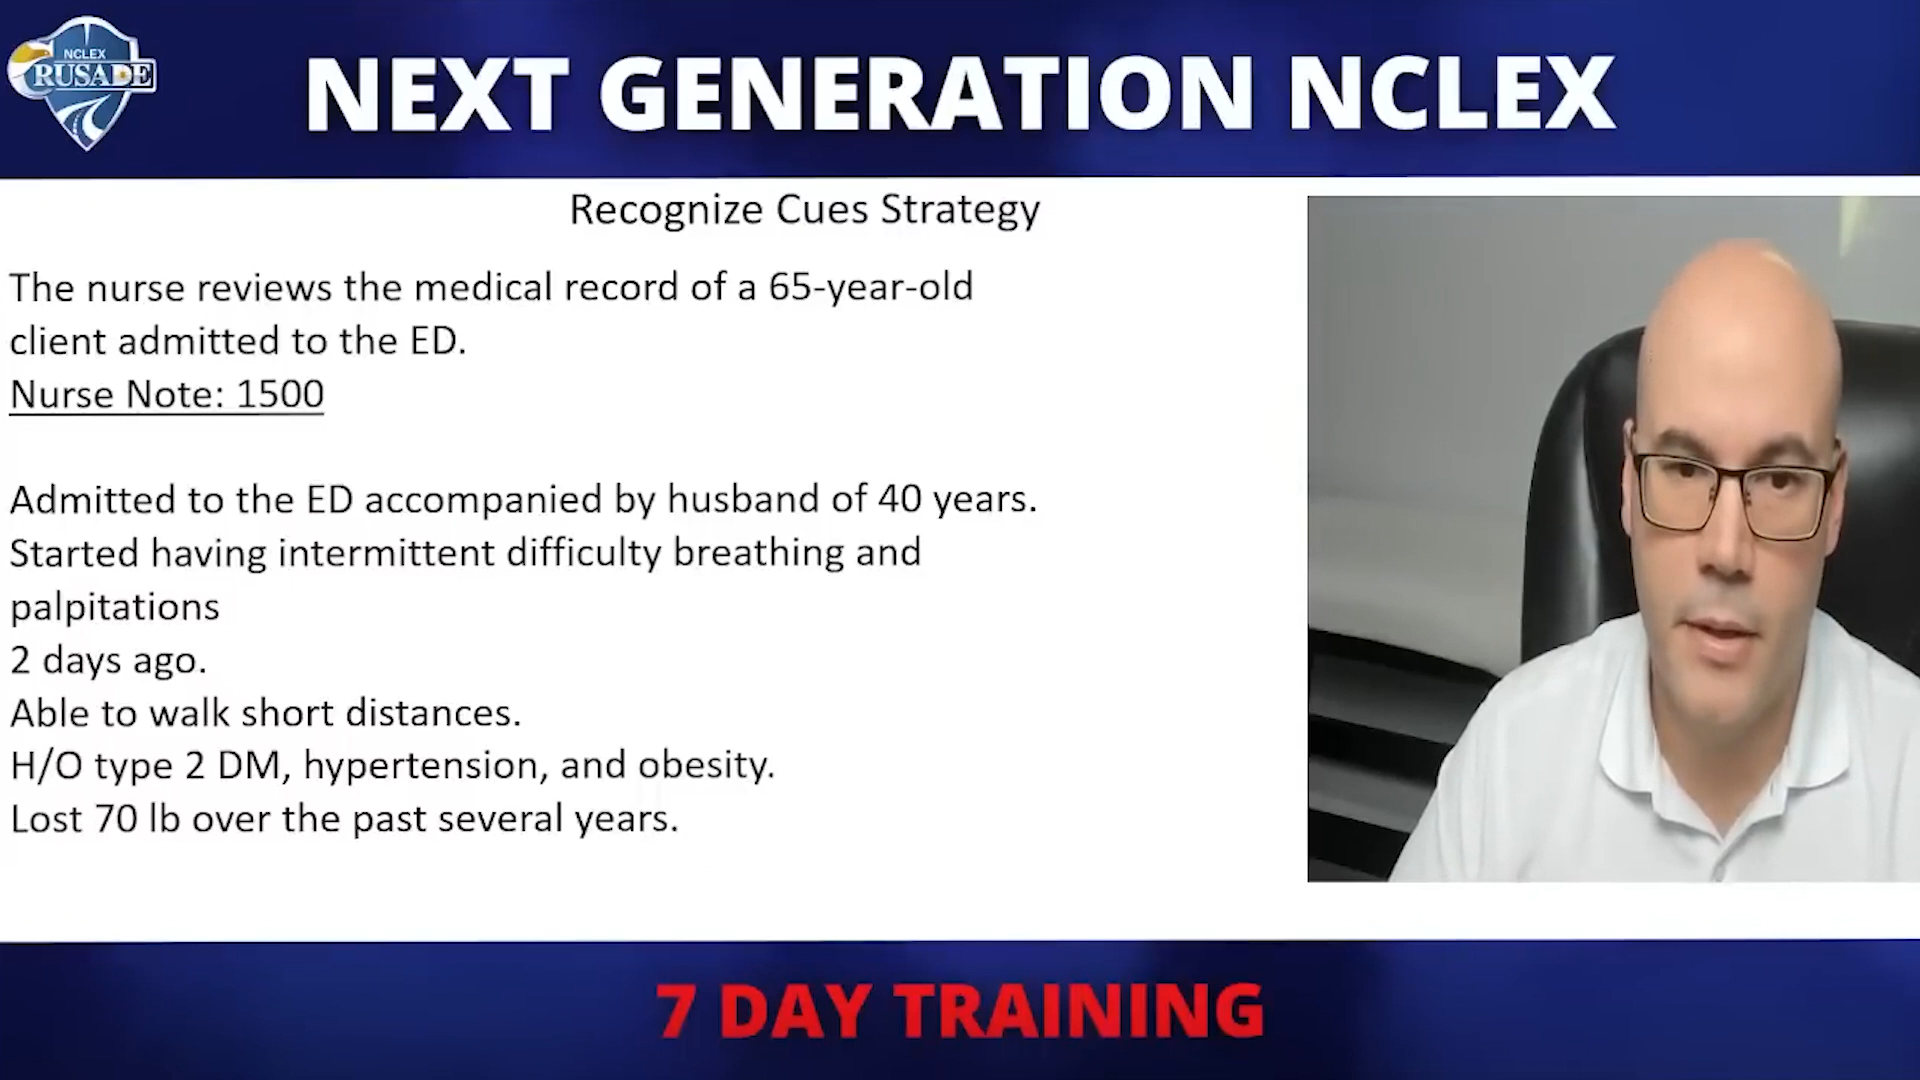 NCLEX
CRUSADE
NEXT GENERATION NCLEX
Recognize Cues Strategy
The nurse reviews the medical record of a 65-year-old
client admitted to the ED.
Nurse Note: 1500
Admitted to the ED accompanied by husband of 40 years.
Started having intermittent difficulty breathing and
palpitations
2 days ago.
Able to walk short distances.
H/O type 2 DM, hypertension, and obesity.
Lost 70 lb over the past several years.
7 DAY TRAINING